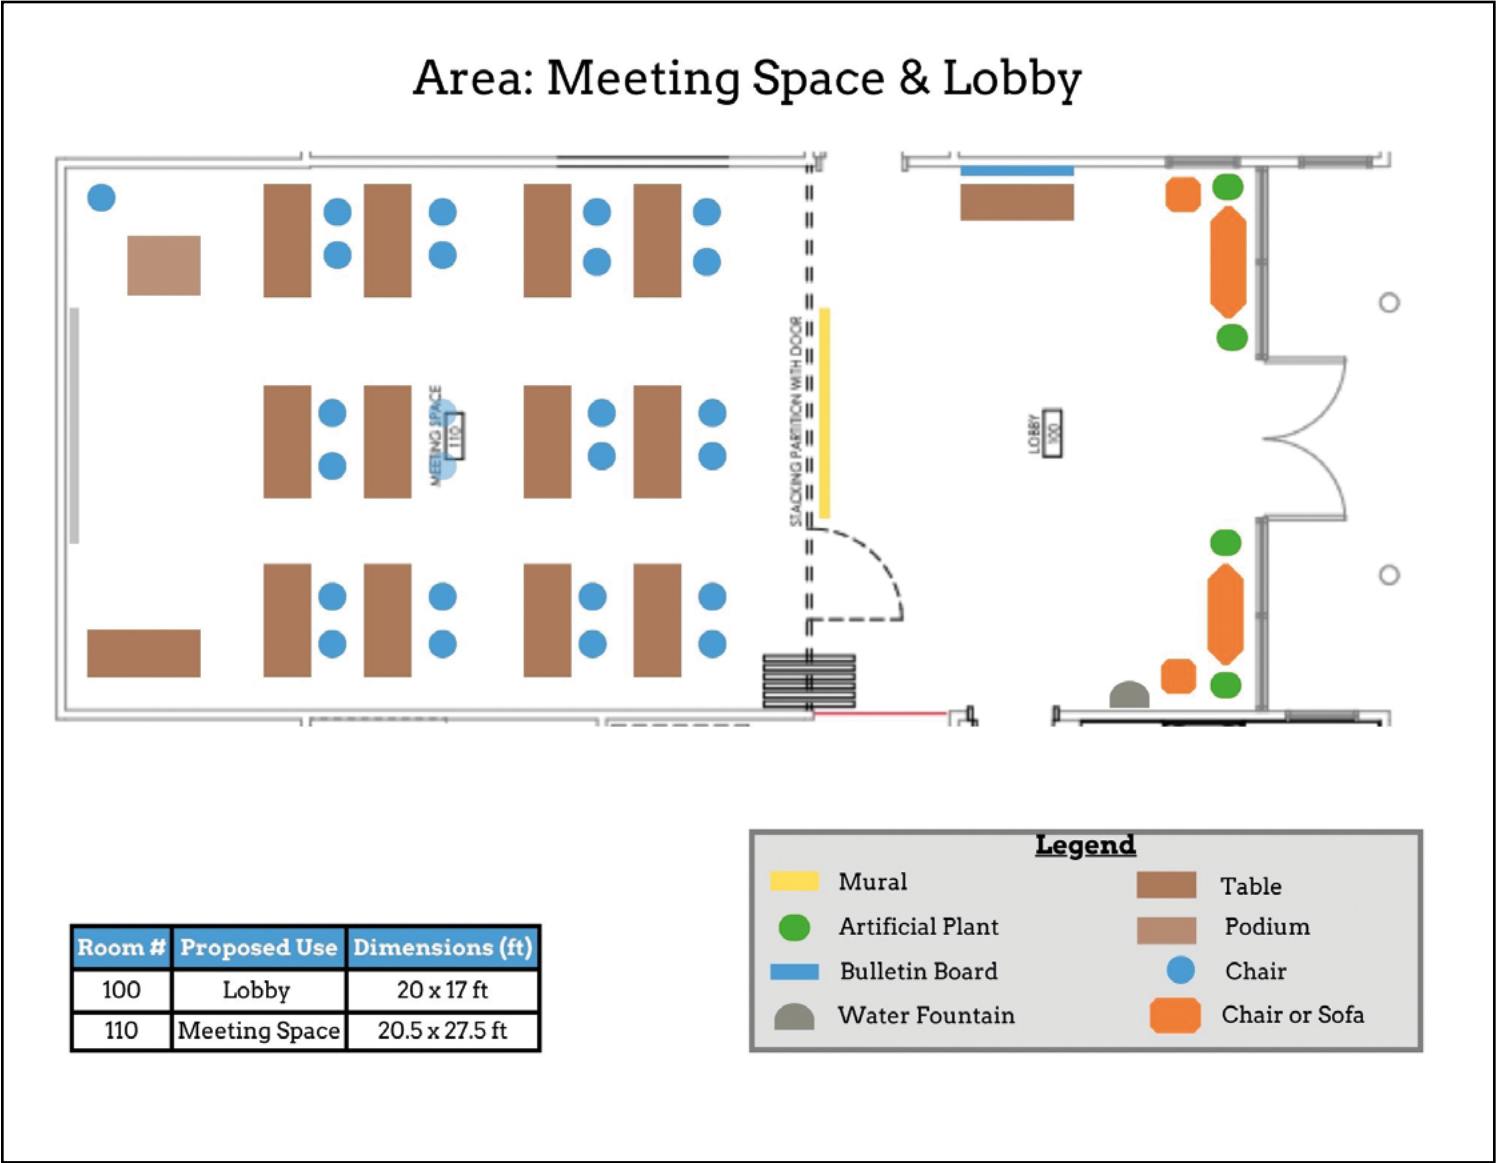 Area: Meeting Space & Lobby
MEETING SPACE
110
STACKING PARTITION WITH DOOR
LOBBY
100
Legend
Mural
Table
Artificial Plant
Podium
Bulletin Board
Chair
Water Fountain
Chair or Sofa
Room # Proposed Use Dimensions (ft)
100 Lobby 20 x 17 ft
110 Meeting Space 20.5 x 27.5 ft